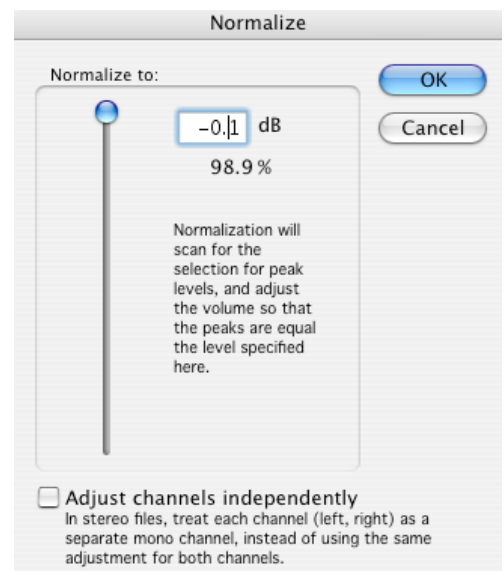 Normalize
Normalize to:
OK
-0.1 dB
Cancel
98.9 %
Normalization will
scan for the
selection for peak
levels, and adjust
the volume so that
the peaks are equal
the level specified
here.
Adjust channels independently
In stereo files, treat each channel (left, right) as a
separate mono channel, instead of using the same
adjustment for both channels.